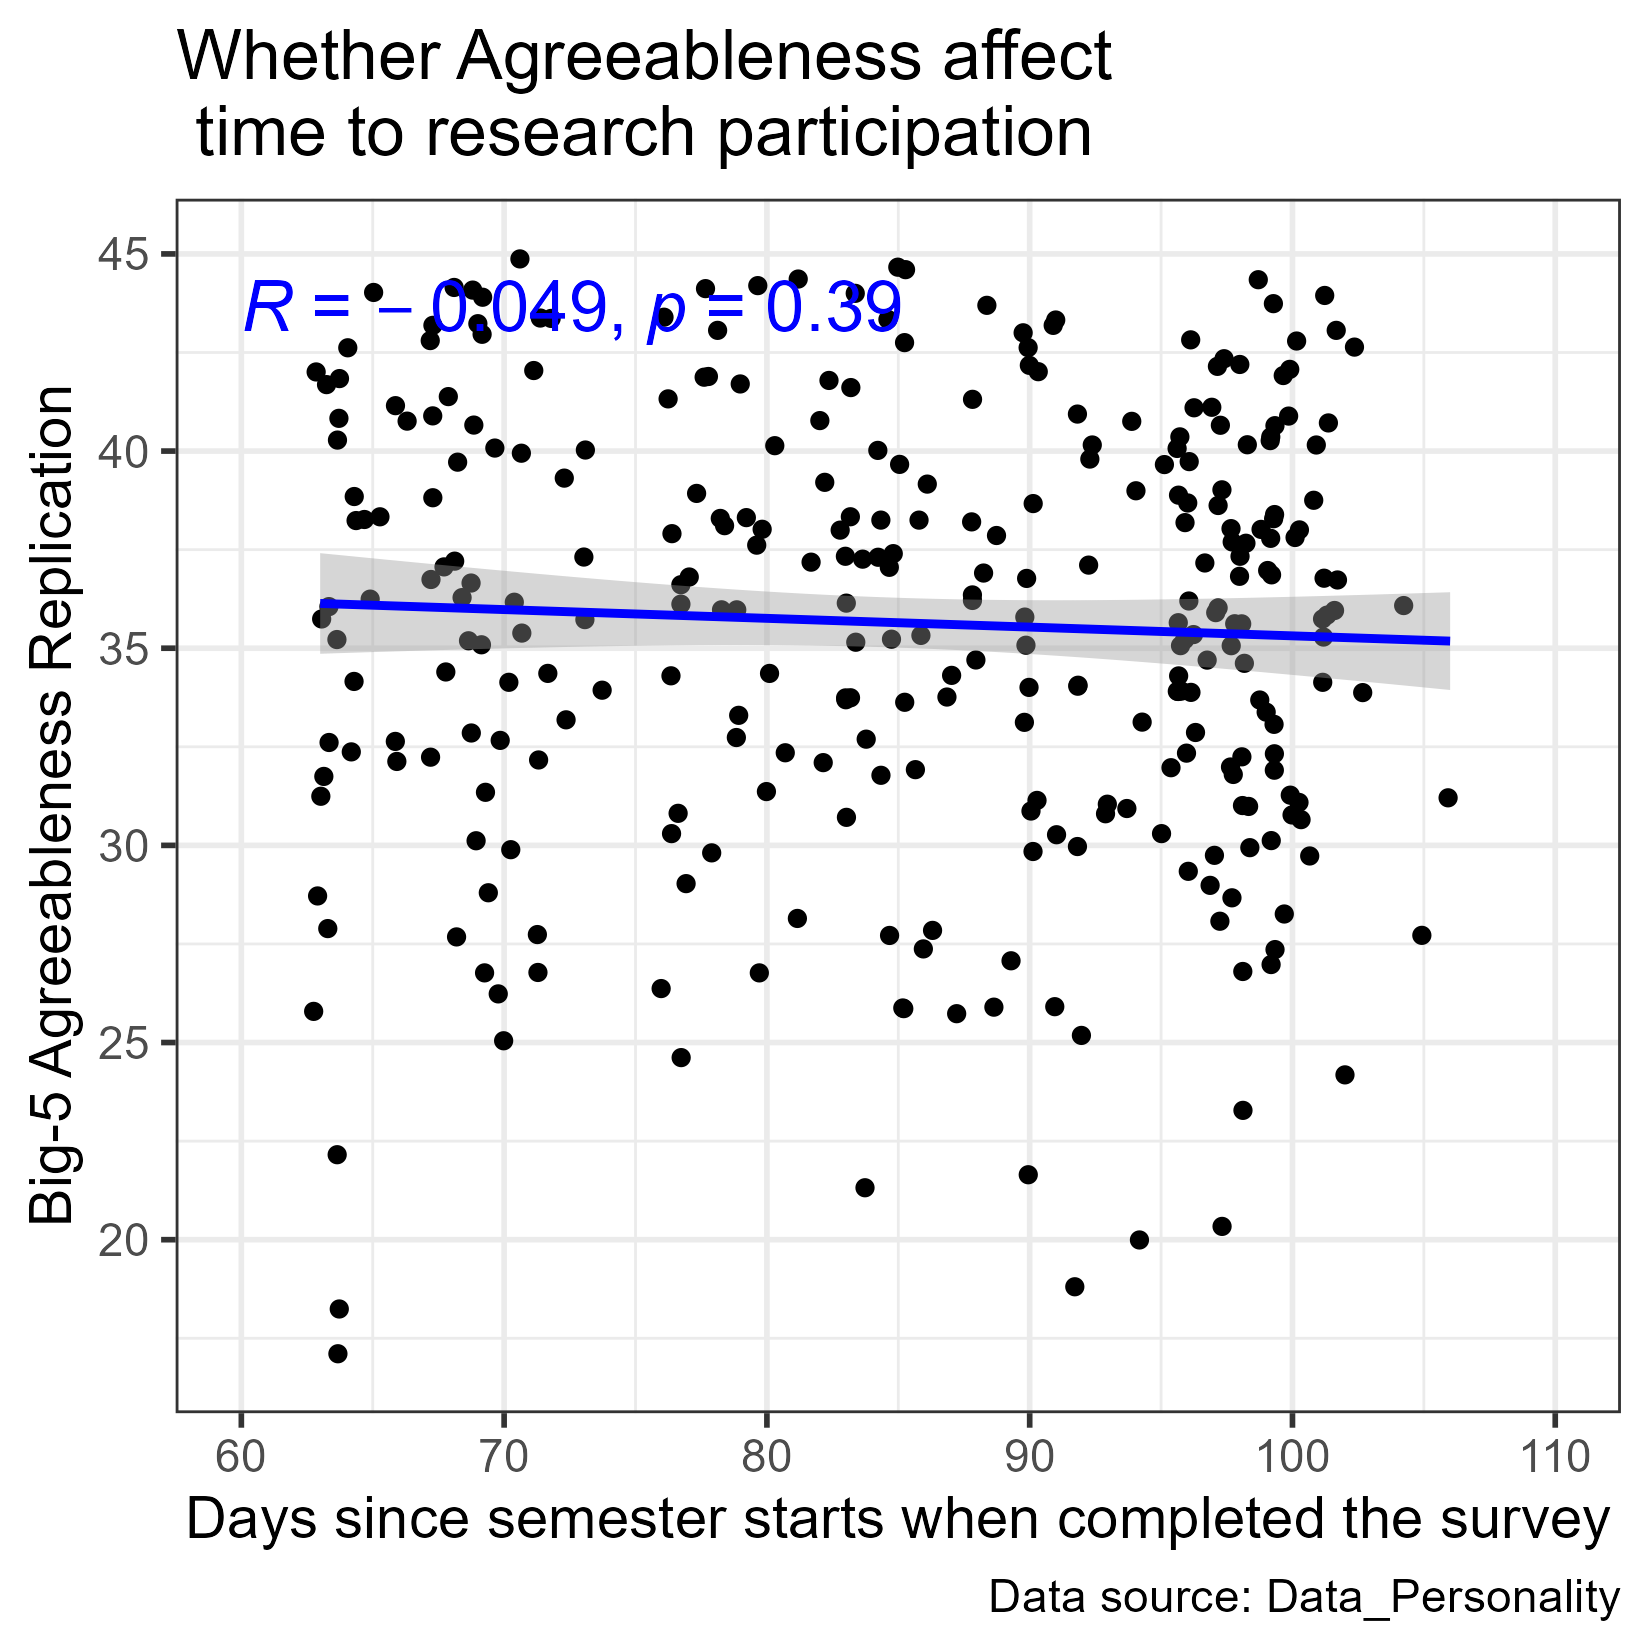 Whether Agreeableness affect
time to research participation
R = − 0.049, p = 0.39
Big-5 Agreeableness Replication
45
40
35
30
25
20
60 70 80 90 100 110
Days since semester starts when completed the survey
Data source: Data_Personality